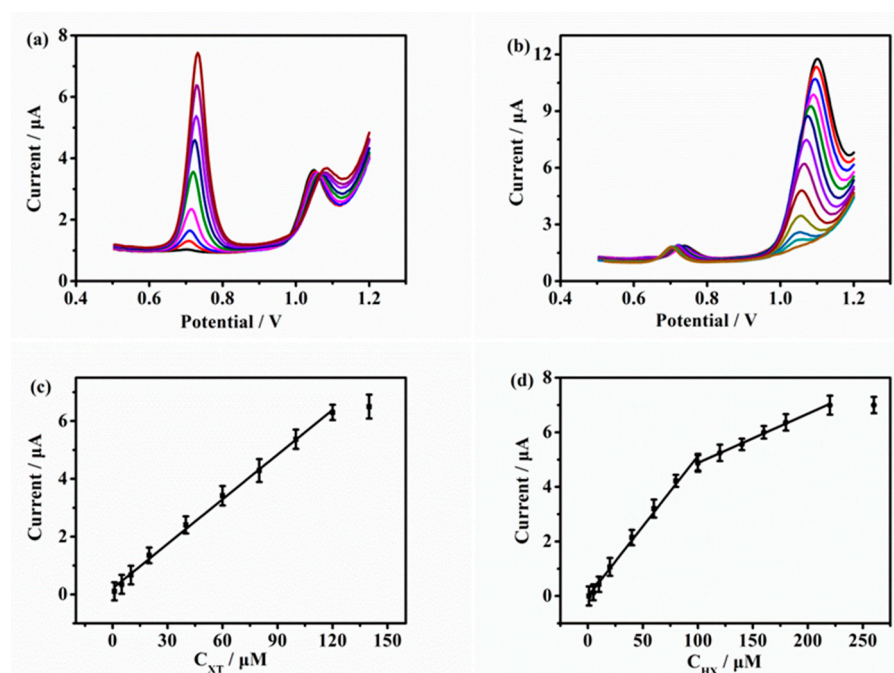 (a)
8
6
4
2
0
Current / μA
0.4 0.6 0.8 1.0 1.2
Potential / V
(b)
12
9
6
3
0
Current / μA
0.4 0.6 0.8 1.0 1.2
Potential / V
(c)
6
4
2
0
Current / μA
0 30 60 90 120 150
C_XT / μM
(d)
8
6
4
2
0
Current / μA
0 50 100 150 200 250
C_HX / μM